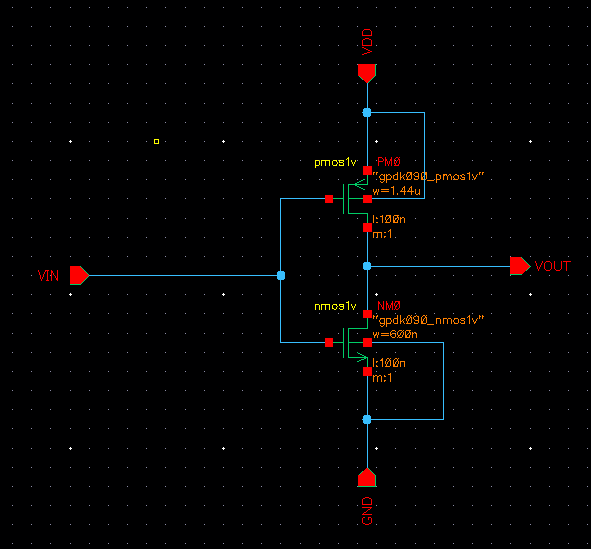 VDD
pmos1v
PM0
"gpdk090_pmos1v"
w=1.44u
l:100n
m:1
VIN
VOUT
nmos1v
NM0
"gpdk090_nmos1v"
w=600n
l:100n
m:1
GND